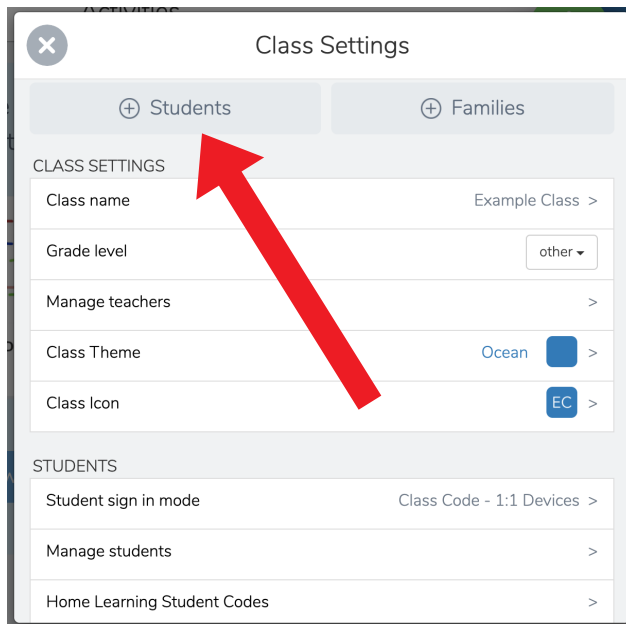 Activities
Class Settings
Students
Families
CLASS SETTINGS
Class name
Example Class >
Grade level
other
Manage teachers
>
Class Theme
Ocean
>
Class Icon
EC
>
STUDENTS
Student sign in mode
Class Code - 1:1 Devices >
Manage students
>
Home Learning Student Codes
>